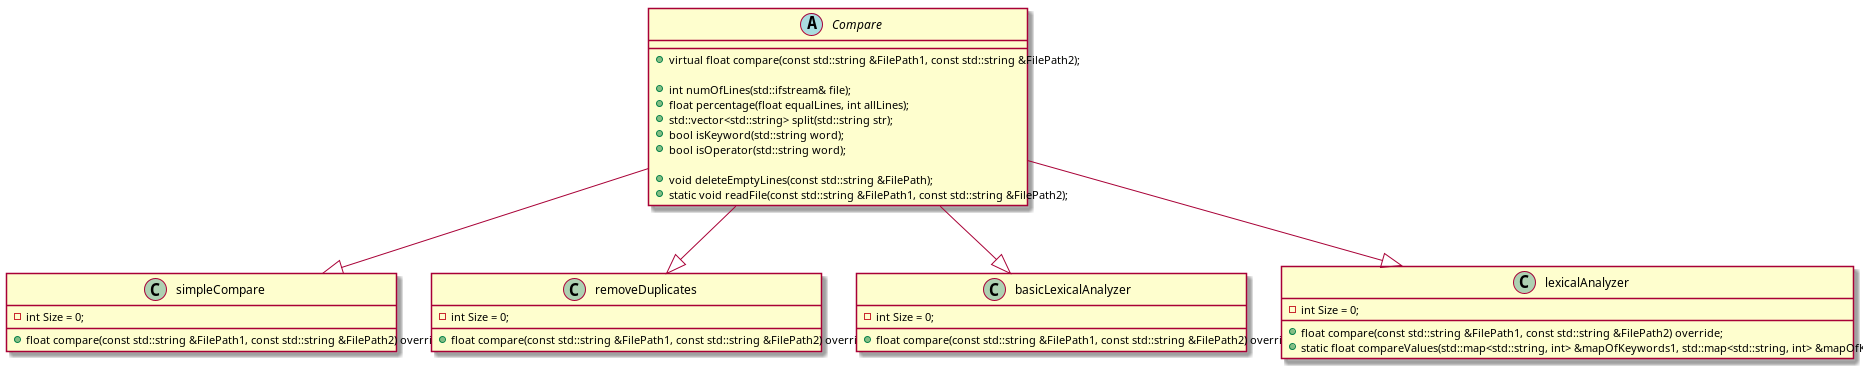 A Compare
virtual float compare(const std::string &FilePath1, const std::string &FilePath2);
int numOfLines(std::ifstream& file);
float percentage(float equalLines, int allLines);
std::vector<std::string> split(std::string str);
bool isKeyword(std::string word);
bool isOperator(std::string word);
void deleteEmptyLines(const std::string &FilePath);
static void readFile(const std::string &FilePath1, const std::string &FilePath2);
C simpleCompare
int Size = 0;
float compare(const std::string &FilePath1, const std::string &FilePath2) overri
C removeDuplicates
int Size = 0;
float compare(const std::string &FilePath1, const std::string &FilePath2) overri
C basicLexicalAnalyzer
int Size = 0;
float compare(const std::string &FilePath1, const std::string &FilePath2) overri
C lexicalAnalyzer
int Size = 0;
float compare(const std::string &FilePath1, const std::string &FilePath2) override;
static float compareValues(std::map<std::string, int> &mapOfKeywords1, std::map<std::string, int> &mapOfK